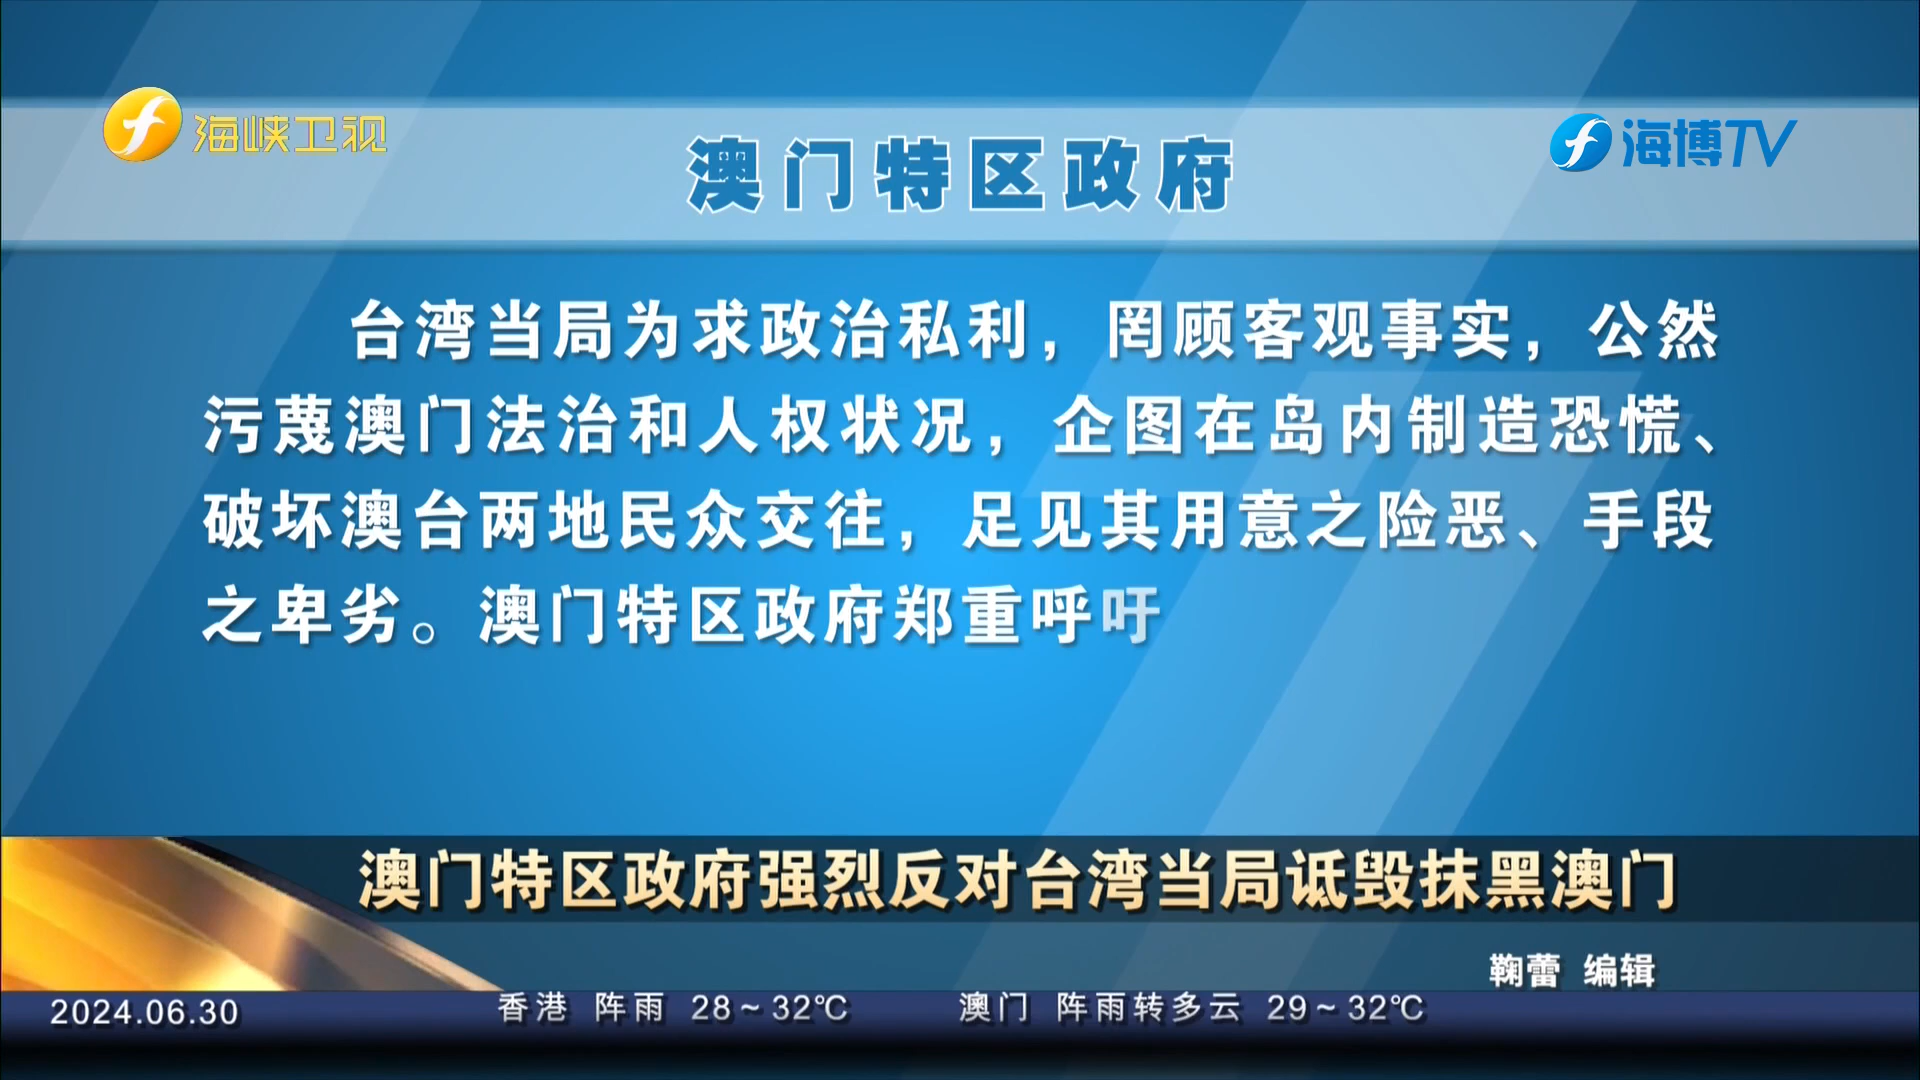 海峡卫视
海博TV
澳门特区政府
台湾当局为求政治私利，罔顾客观事实，公然
污蔑澳门法治和人权状况，企图在岛内制造恐慌、
破坏澳台两地民众交往，足见其用意之险恶、手段
之卑劣。澳门特区政府郑重呼吁
澳门特区政府强烈反对台湾当局诋毁抹黑澳门
鞠蕾 编辑
2024.06.30
香港 阵雨 28～32℃ 澳门 阵雨转多云 29～32℃